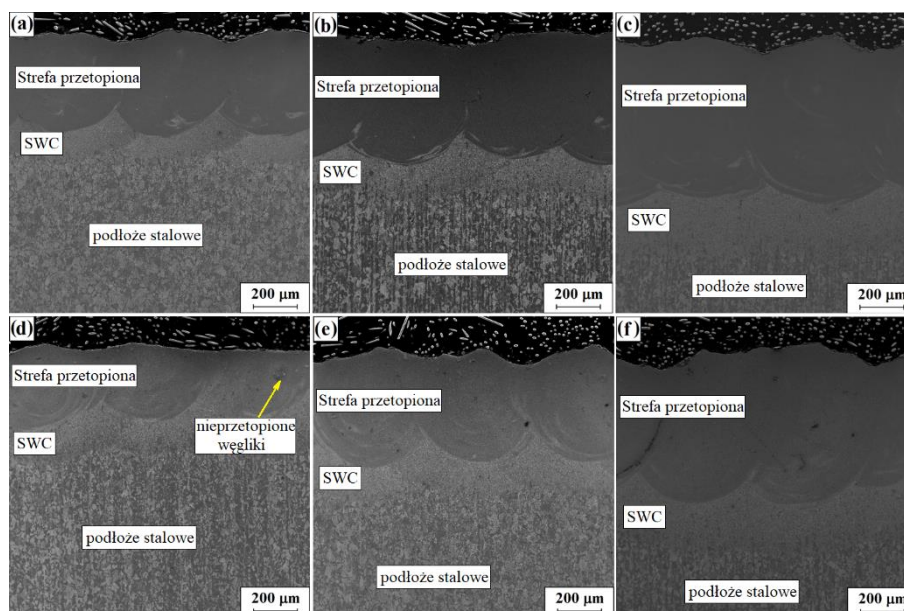 (a)
Strefa przetopiona
SWC
podłoże stalowe
200 µm
(b)
Strefa przetopiona
SWC
podłoże stalowe
200 µm
(c)
Strefa przetopiona
SWC
podłoże stalowe
200 µm
(d)
Strefa przetopiona
nieprzetopione
węgliki
SWC
podłoże stalowe
200 µm
(e)
Strefa przetopiona
SWC
podłoże stalowe
200 µm
(f)
Strefa przetopiona
SWC
podłoże stalowe
200 µm